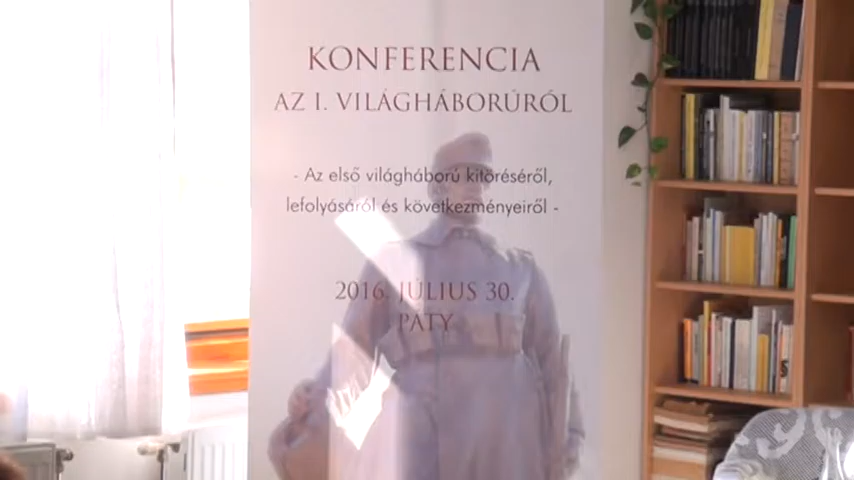 KONFERENCIA
AZ I. VILÁGHÁBORÚRÓL
- Az első világháború kitöréséről,
lefolyásáról és következményeiről -
2016. JÚLIUS 30.
PÁTY